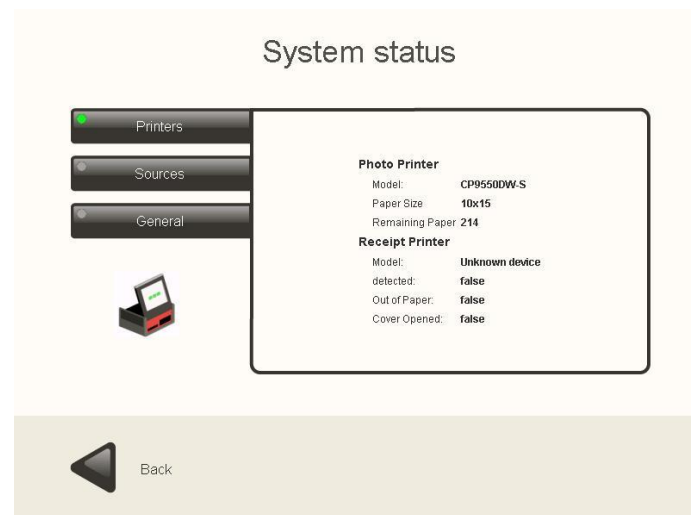 System status
Printers
Sources
General
Photo Printer
Model: CP9550DW-S
Paper Size 10x15
Remaining Paper 214
Receipt Printer
Model: Unknown device
detected: false
Out of Paper: false
Cover Opened: false
Back